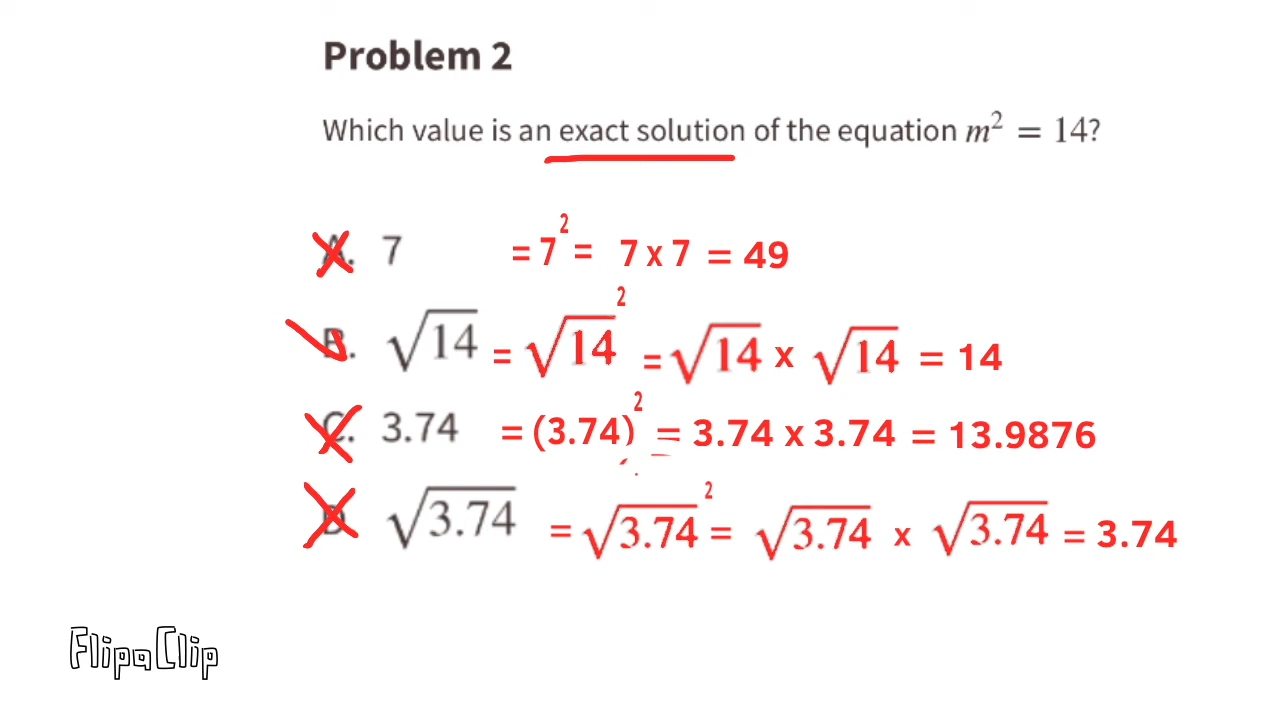 Problem 2
Which value is an exact solution of the equation m² = 14?
A. 7 = 7² = 7 x 7 = 49
B. √14 = √14² = √14 x √14 = 14
C. 3.74 = (3.74)² = 3.74 x 3.74 = 13.9876
D. √3.74 = √3.74² = √3.74 x √3.74 = 3.74
FlipaClip